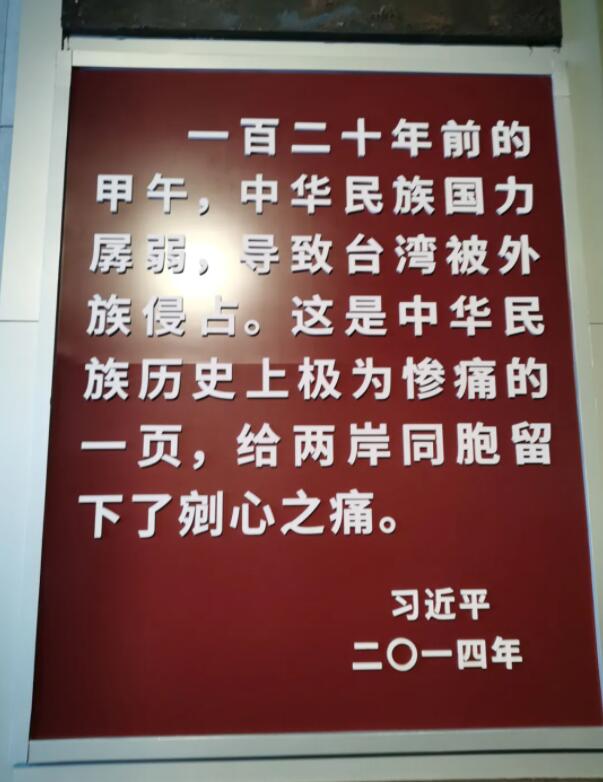 一百二十年前的
甲午，中华民族国力
孱弱，导致台湾被外
族侵占。这是中华民
族历史上极为惨痛的
一页，给两岸同胞留
下了剜心之痛。
习近平
二〇一四年